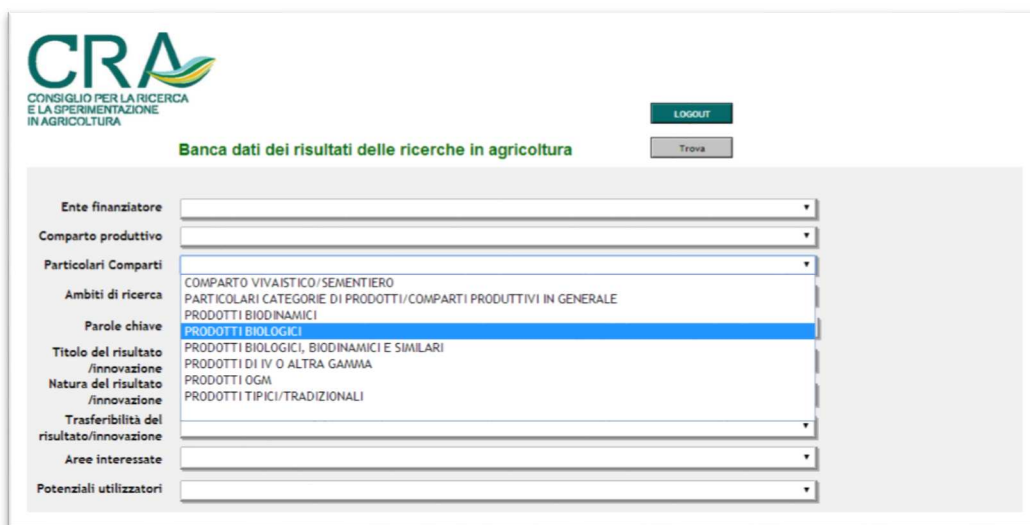 CRA
CONSIGLIO PER LA RICERCA
E LA SPERIMENTAZIONE
IN AGRICOLTURA
LOGOUT
Banca dati dei risultati delle ricerche in agricoltura
Trova
Ente finanziatore
Comparto produttivo
Particolari Comparti
COMPARTO VIVAISTICO/SEMENTIERO
Ambiti di ricerca
PARTICOLARI CATEGORIE DI PRODOTTI/COMPARTI PRODUTTIVI IN GENERALE
PRODOTTI BIODINAMICI
Parole chiave
PRODOTTI BIOLOGICI
Titolo del risultato
/innovazione
PRODOTTI BIOLOGICI, BIODINAMICI E SIMILARI
PRODOTTI DI IV O ALTRA GAMMA
Natura del risultato
/innovazione
PRODOTTI OGM
PRODOTTI TIPICI/TRADIZIONALI
Trasferibilità del
risultato/innovazione
Aree interessate
Potenziali utilizzatori